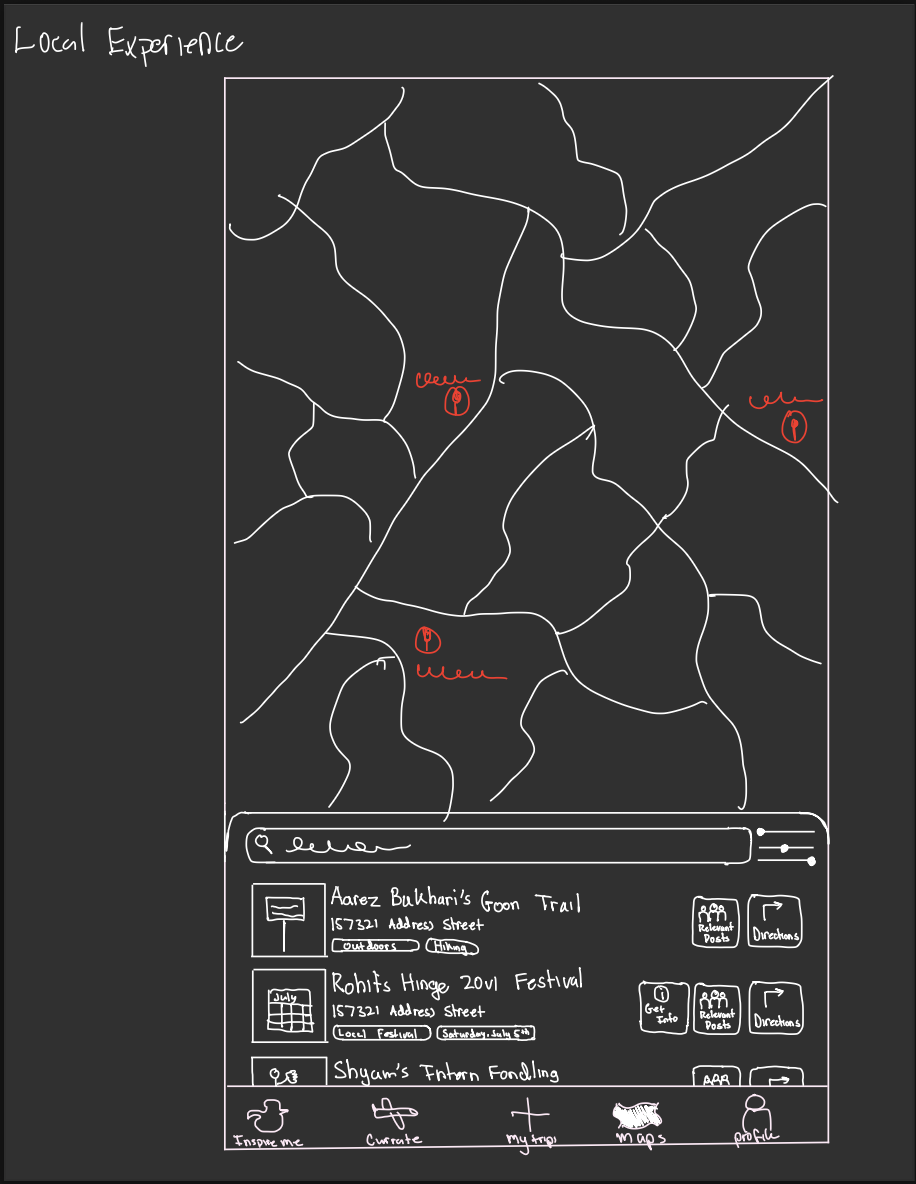 Local Experience
Aarez Bukhari's Goon Trail
157321 Address Street
Outdoors Hiking
Relevant Posts
Directions
Rohit's Hinge 20v1 Festival
157321 Address Street
Local Festival Saturday, July 5th
July
Get Info
Relevant Posts
Directions
Shyam's Intern Fondling
Inspire me
Currate
My trips
maps
profile